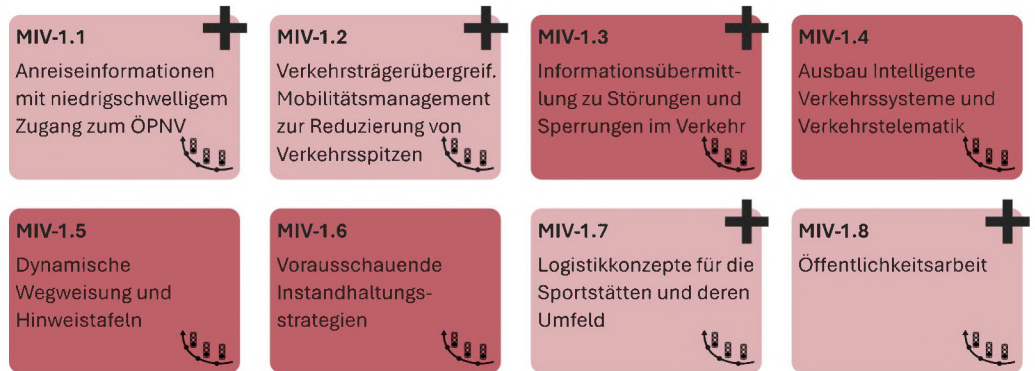 MIV-1.1
Anreiseinformationen
mit niedrigschwelligem
Zugang zum ÖPNV
MIV-1.2
Verkehrsträgerübergreif.
Mobilitätsmanagement
zur Reduzierung von
Verkehrsspitzen
MIV-1.3
Informationsübermitt-
lung zu Störungen und
Sperrungen im Verkehr
MIV-1.4
Ausbau Intelligente
Verkehrssysteme und
Verkehrstelematik
MIV-1.5
Dynamische
Wegweisung und
Hinweistafeln
MIV-1.6
Vorausschauende
Instandhaltungs-
strategien
MIV-1.7
Logistikkonzepte für die
Sportstätten und deren
Umfeld
MIV-1.8
Öffentlichkeitsarbeit